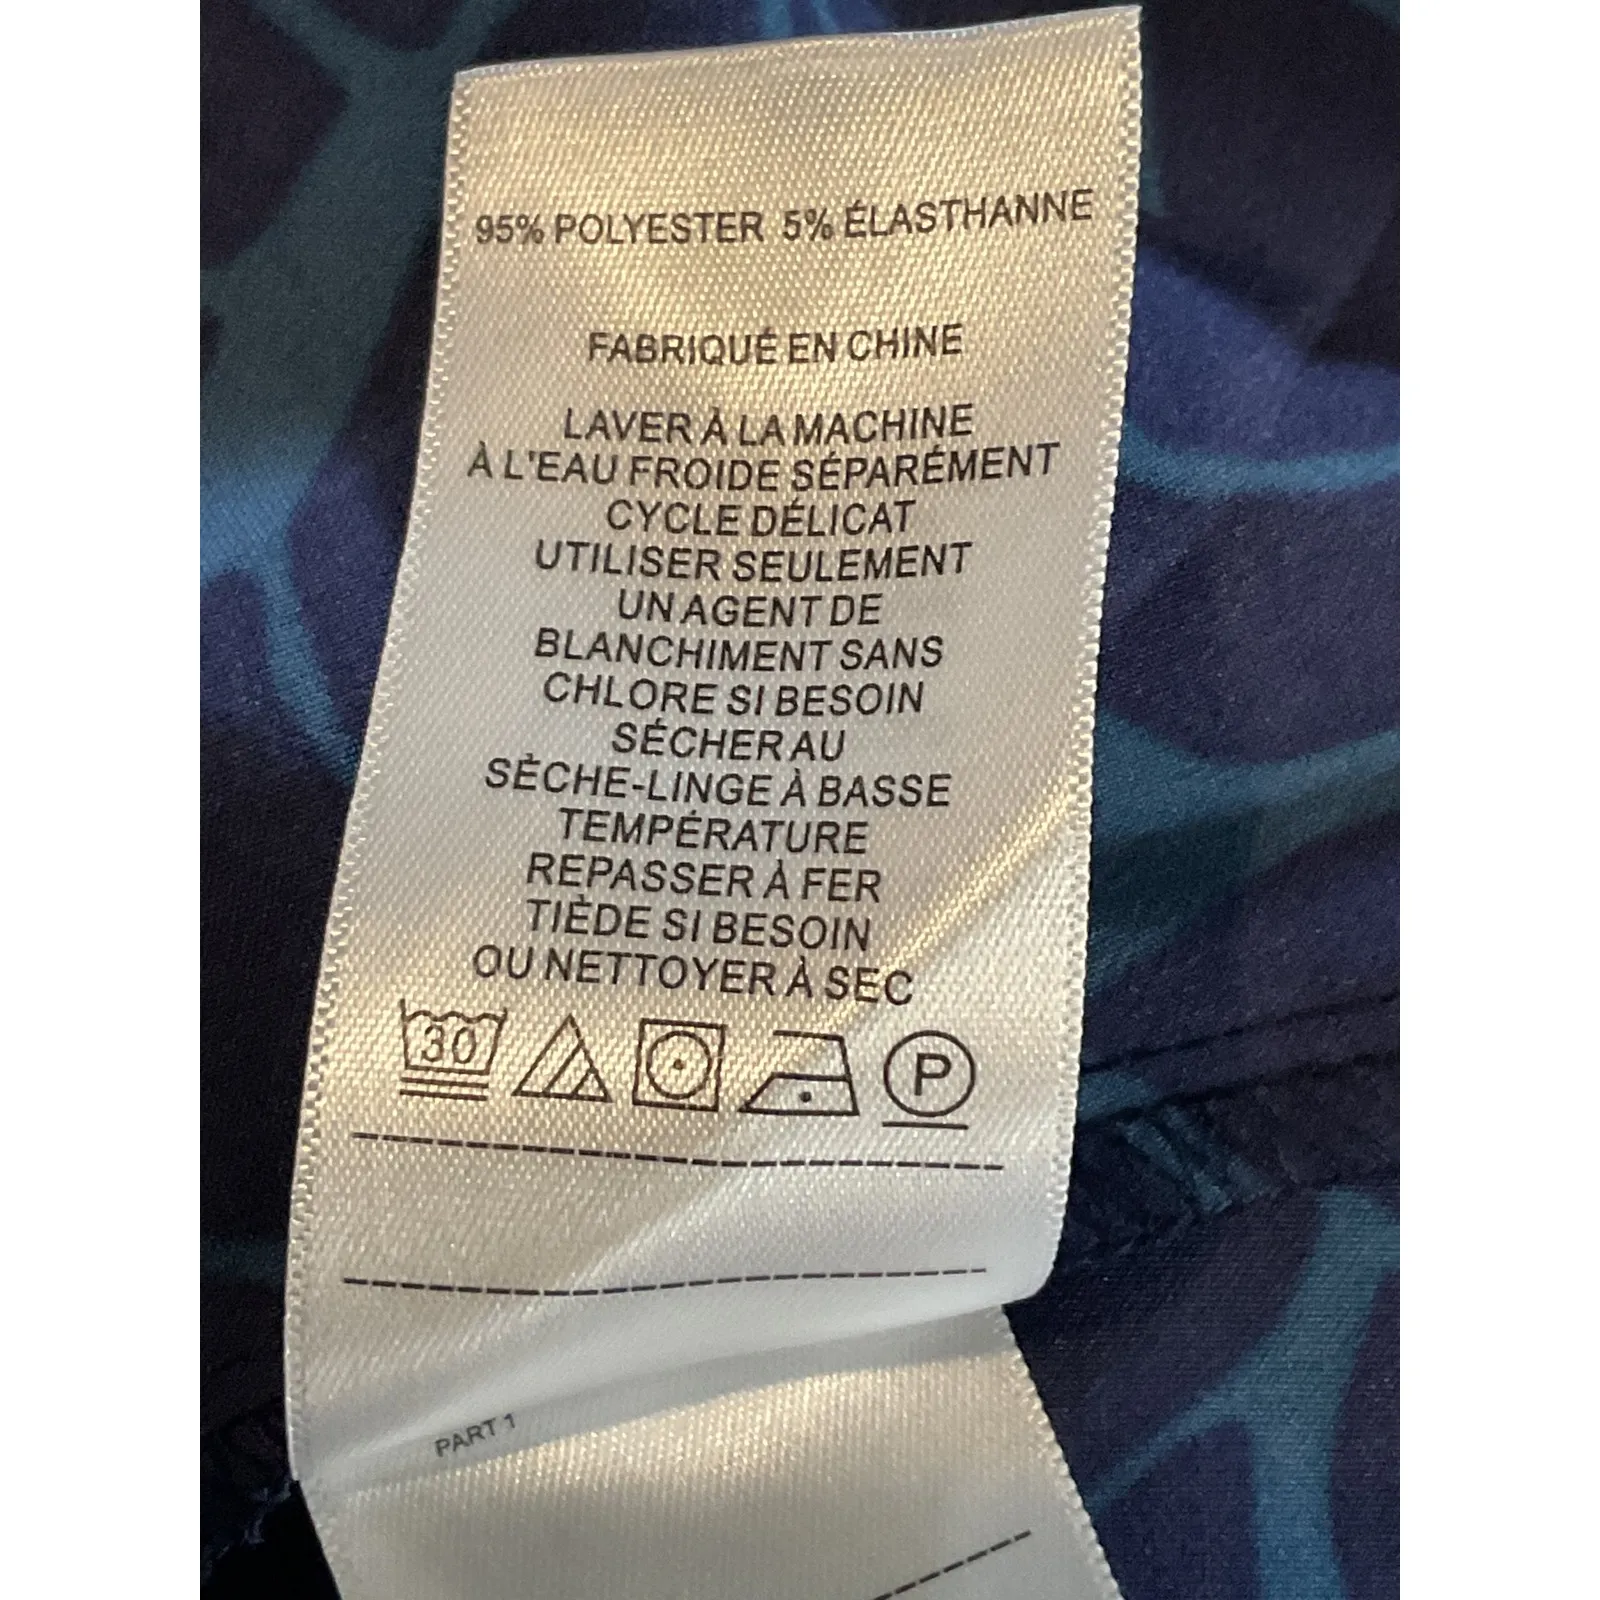 95% POLYESTER 5% ÉLASTHANNE
FABRIQUÉ EN CHINE
LAVER À LA MACHINE
À L'EAU FROIDE SÉPARÉMENT
CYCLE DÉLICAT
UTILISER SEULEMENT
UN AGENT DE
BLANCHIMENT SANS
CHLORE SI BESOIN
SÉCHER AU
SÈCHE-LINGE À BASSE
TEMPÉRATURE
REPASSER À FER
TIÈDE SI BESOIN
OU NETTOYER À SEC
30 P
PART 1